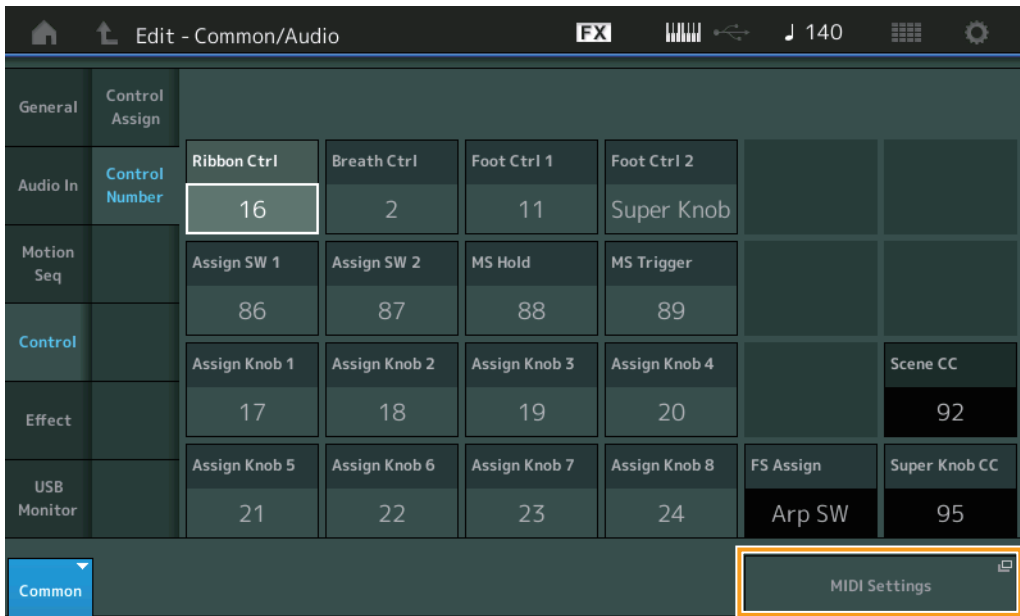 Edit - Common/Audio FX ♩ 140
General
Control Assign
Audio In
Control Number
Ribbon Ctrl Breath Ctrl Foot Ctrl 1 Foot Ctrl 2
16 2 11 Super Knob
Motion Seq
Assign SW 1 Assign SW 2 MS Hold MS Trigger
86 87 88 89
Control
Assign Knob 1 Assign Knob 2 Assign Knob 3 Assign Knob 4 Scene CC
17 18 19 20 92
Effect
Assign Knob 5 Assign Knob 6 Assign Knob 7 Assign Knob 8 FS Assign Super Knob CC
21 22 23 24 Arp SW 95
USB Monitor
Common
MIDI Settings